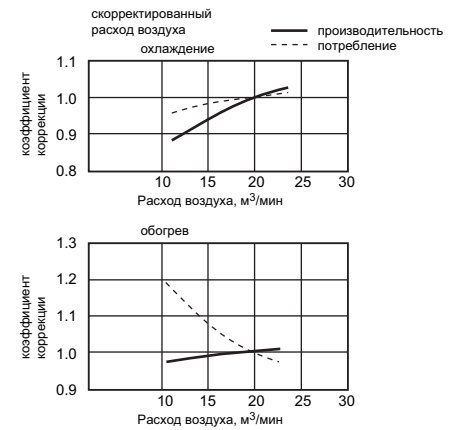 скорректированный
расход воздуха
производительность
потребление
охлаждение
коэффициент
коррекции
1.1
1.0
0.9
0.8
10 15 20 25 30
Расход воздуха, м³/мин
обогрев
коэффициент
коррекции
1.3
1.2
1.1
1.0
0.9
10 15 20 25 30
Расход воздуха, м³/мин